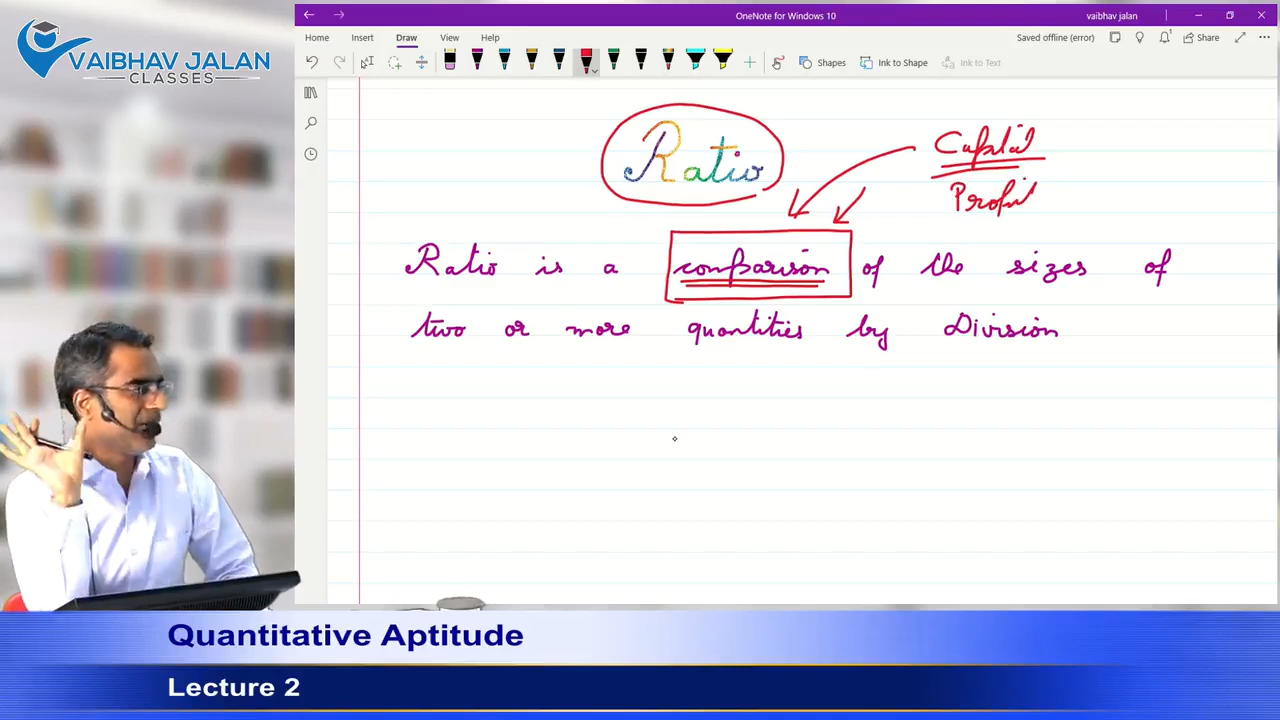 VAIBHAV JALAN
CLASSES
OneNote for Windows 10
vaibhav jalan
Home Insert Draw View Help
Saved offline (error)
Share
Shapes
Ink to Shape
Ink to Text
Ratio
Capital
Profit
Ratio is a comparison of the sizes of
two or more quantities by Division
Quantitative Aptitude
Lecture 2